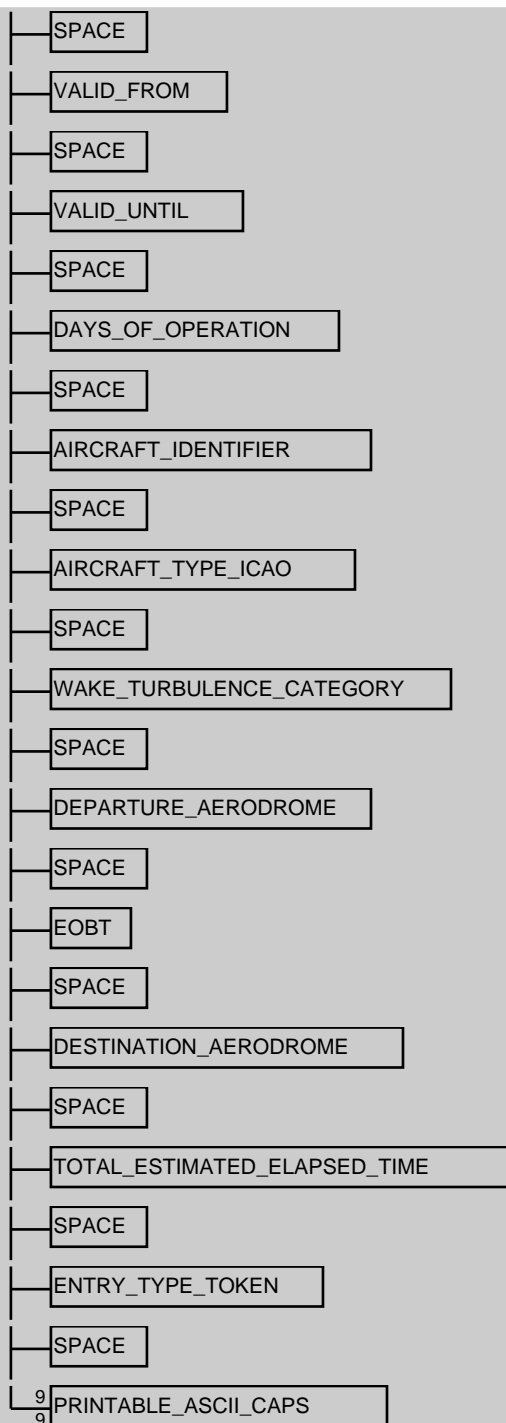 SPACE
VALID_FROM
SPACE
VALID_UNTIL
SPACE
DAYS_OF_OPERATION
SPACE
AIRCRAFT_IDENTIFIER
SPACE
AIRCRAFT_TYPE_ICAO
SPACE
WAKE_TURBULENCE_CATEGORY
SPACE
DEPARTURE_AERODROME
SPACE
EOBT
SPACE
DESTINATION_AERODROME
SPACE
TOTAL_ESTIMATED_ELAPSED_TIME
SPACE
ENTRY_TYPE_TOKEN
SPACE
9 PRINTABLE_ASCII_CAPS
9